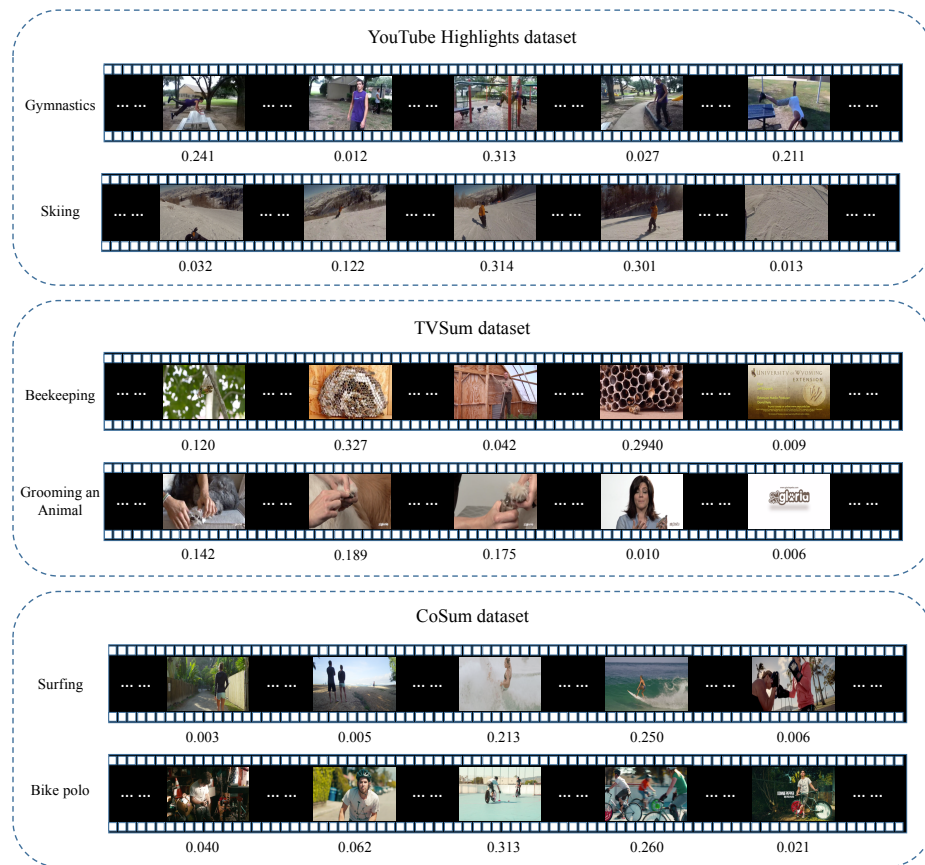 YouTube Highlights dataset
Gymnastics
... ... ... ... ... ... ... ... ... ... ... ...
0.241 0.012 0.313 0.027 0.211
Skiing
... ... ... ... ... ... ... ... ... ... ... ...
0.032 0.122 0.314 0.301 0.013
TVSum dataset
Beekeeping
... ... ... ... ... ... ... ... ... ... ... ...
UNIVERSITY OF WYOMING
EXTENSION
0.120 0.327 0.042 0.2940 0.009
Grooming an
Animal
... ... ... ... ... ... ... ... ... ... ... ...
0.142 0.189 0.175 0.010 0.006
CoSum dataset
Surfing
... ... ... ... ... ... ... ... ... ... ... ...
0.003 0.005 0.213 0.250 0.006
Bike polo
... ... ... ... ... ... ... ... ... ... ... ...
0.040 0.062 0.313 0.260 0.021